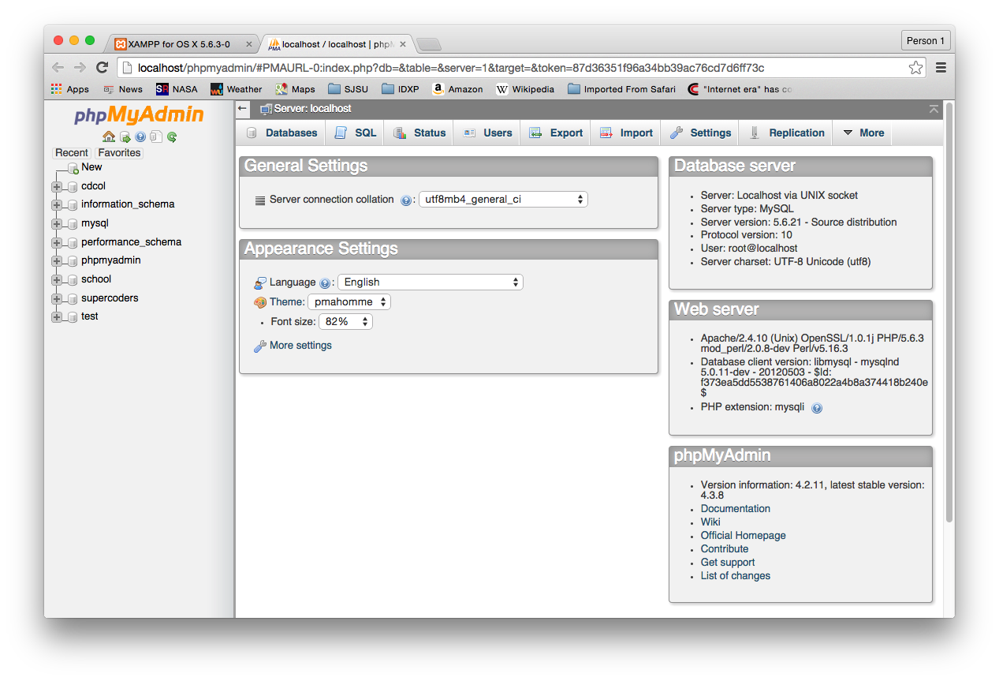 XAMPP for OS X 5.6.3-0
localhost / localhost | phpM
Person 1
localhost/phpmyadmin/#PMAURL-0:index.php?db=&table=&server=1&target=&token=87d36351f96a34bb39ac76cd7d6ff73c
Apps News NASA Weather Maps SJSU IDXP Amazon Wikipedia Imported From Safari "Internet era" has co
phpMyAdmin
Recent Favorites
New
cdcol
information_schema
mysql
performance_schema
phpmyadmin
school
supercoders
test
Server: localhost
Databases SQL Status Users Export Import Settings Replication More
General Settings
Server connection collation : utf8mb4_general_ci
Appearance Settings
Language : English
Theme: pmahomme
Font size: 82%
More settings
Database server
Server: Localhost via UNIX socket
Server type: MySQL
Server version: 5.6.21 - Source distribution
Protocol version: 10
User: root@localhost
Server charset: UTF-8 Unicode (utf8)
Web server
Apache/2.4.10 (Unix) OpenSSL/1.0.1j PHP/5.6.3
mod_perl/2.0.8-dev Perl/v5.16.3
Database client version: libmysql - mysqlnd
5.0.11-dev - 20120503 - $Id:
f373ea5dd5538761406a8022a4b8a374418b240e
$
PHP extension: mysqli
phpMyAdmin
Version information: 4.2.11, latest stable version:
4.3.8
Documentation
Wiki
Official Homepage
Contribute
Get support
List of changes